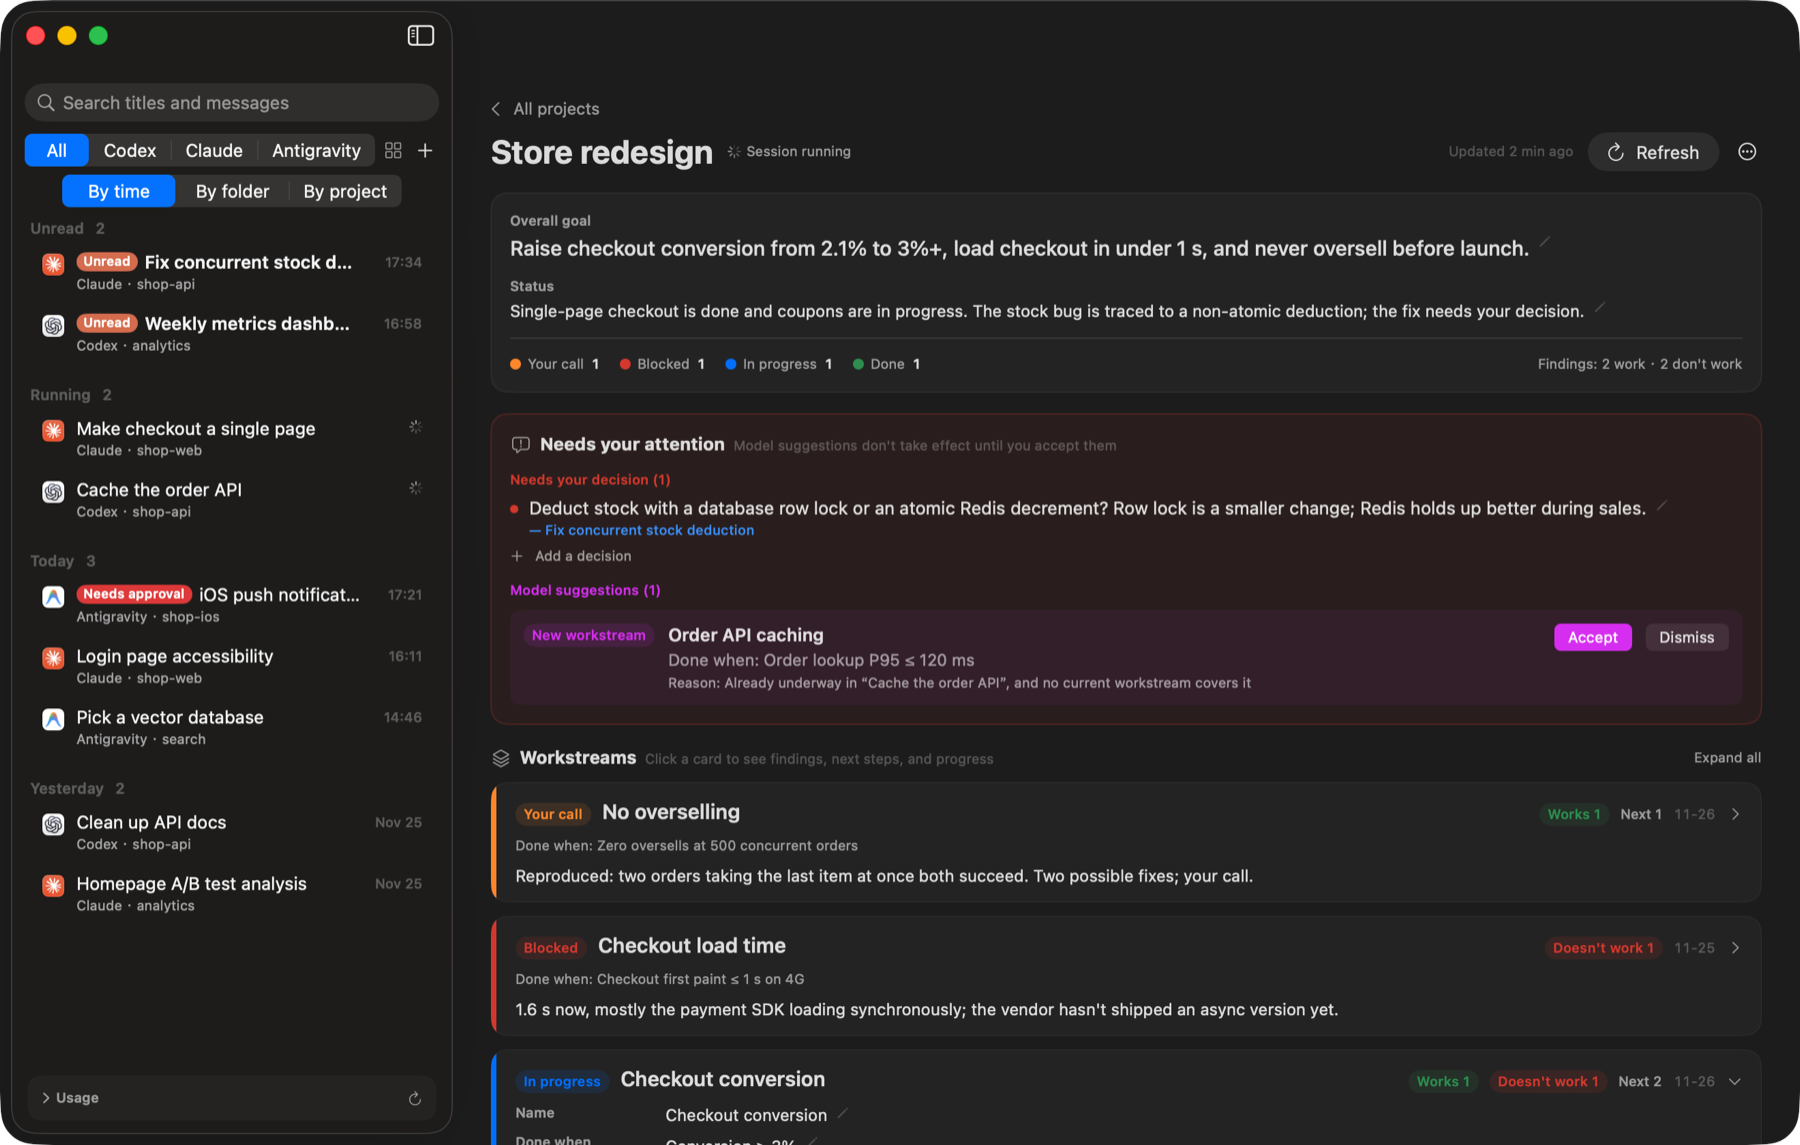 Search titles and messages
All Codex Claude Antigravity
By time By folder By project
Unread 2
Unread Fix concurrent stock d... 17:34
Claude · shop-api
Unread Weekly metrics dashb... 16:58
Codex · analytics
Running 2
Make checkout a single page
Claude · shop-web
Cache the order API
Codex · shop-api
Today 3
Needs approval iOS push notificat... 17:21
Antigravity · shop-ios
Login page accessibility 16:11
Claude · shop-web
Pick a vector database 14:46
Antigravity · search
Yesterday 2
Clean up API docs Nov 25
Codex · shop-api
Homepage A/B test analysis Nov 25
Claude · analytics
Usage
All projects
Store redesign Session running Updated 2 min ago Refresh
Overall goal
Raise checkout conversion from 2.1% to 3%+, load checkout in under 1 s, and never oversell before launch.
Status
Single-page checkout is done and coupons are in progress. The stock bug is traced to a non-atomic deduction; the fix needs your decision.
Your call 1 Blocked 1 In progress 1 Done 1 Findings: 2 work · 2 don't work
Needs your attention Model suggestions don't take effect until you accept them
Needs your decision (1)
Deduct stock with a database row lock or an atomic Redis decrement? Row lock is a smaller change; Redis holds up better during sales.
— Fix concurrent stock deduction
Add a decision
Model suggestions (1)
New workstream Order API caching Accept Dismiss
Done when: Order lookup P95 ≤ 120 ms
Reason: Already underway in “Cache the order API”, and no current workstream covers it
Workstreams Click a card to see findings, next steps, and progress Expand all
Your call No overselling Works 1 Next 1 11-26
Done when: Zero oversells at 500 concurrent orders
Reproduced: two orders taking the last item at once both succeed. Two possible fixes; your call.
Blocked Checkout load time Doesn't work 1 11-25
Done when: Checkout first paint ≤ 1 s on 4G
1.6 s now, mostly the payment SDK loading synchronously; the vendor hasn't shipped an async version yet.
In progress Checkout conversion Works 1 Doesn't work 1 Next 2 11-26
Name Checkout conversion
Done when Conversion